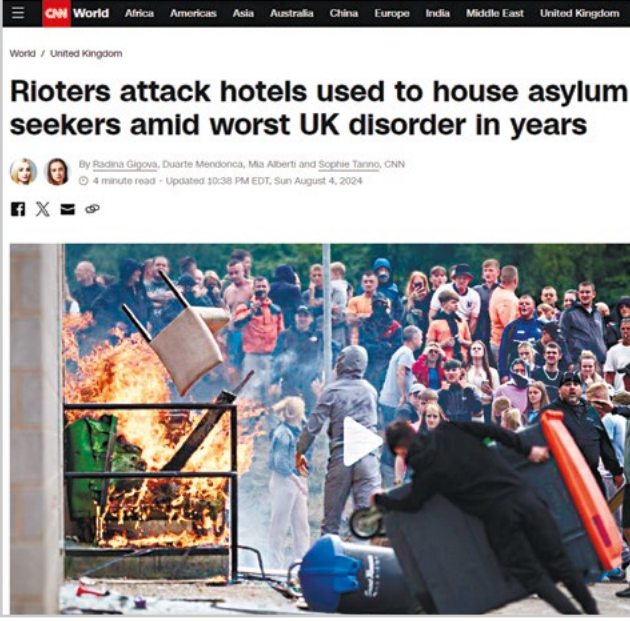 CNN World Africa Americas Asia Australia China Europe India Middle East United Kingdom
World / United Kingdom
Rioters attack hotels used to house asylum
seekers amid worst UK disorder in years
By Radina Gigova, Duarte Mendonca, Mia Alberti and Sophie Tanno, CNN
4 minute read - Updated 10:38 PM EDT, Sun August 4, 2024